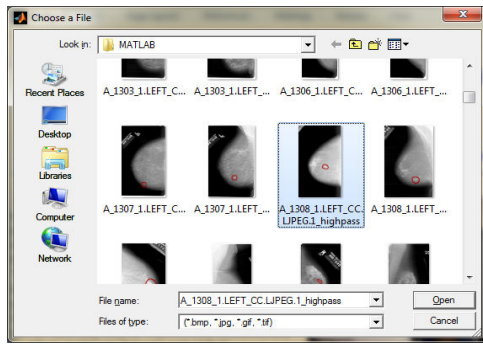 Choose a File
Look in: MATLAB
Recent Places
Desktop
Libraries
Computer
Network
A_1303_1.LEFT_C... A_1303_1.LEFT_... A_1306_1.LEFT_C... A_1306_1.LEFT_...
A_1307_1.LEFT_C... A_1307_1.LEFT_... A_1308_1.LEFT_CC.LJPEG.1_highpass A_1308_1.LEFT_...
File name: A_1308_1.LEFT_CC.LJPEG.1_highpass Open
Files of type: (*.bmp, *.jpg, *.gif, *.tif) Cancel